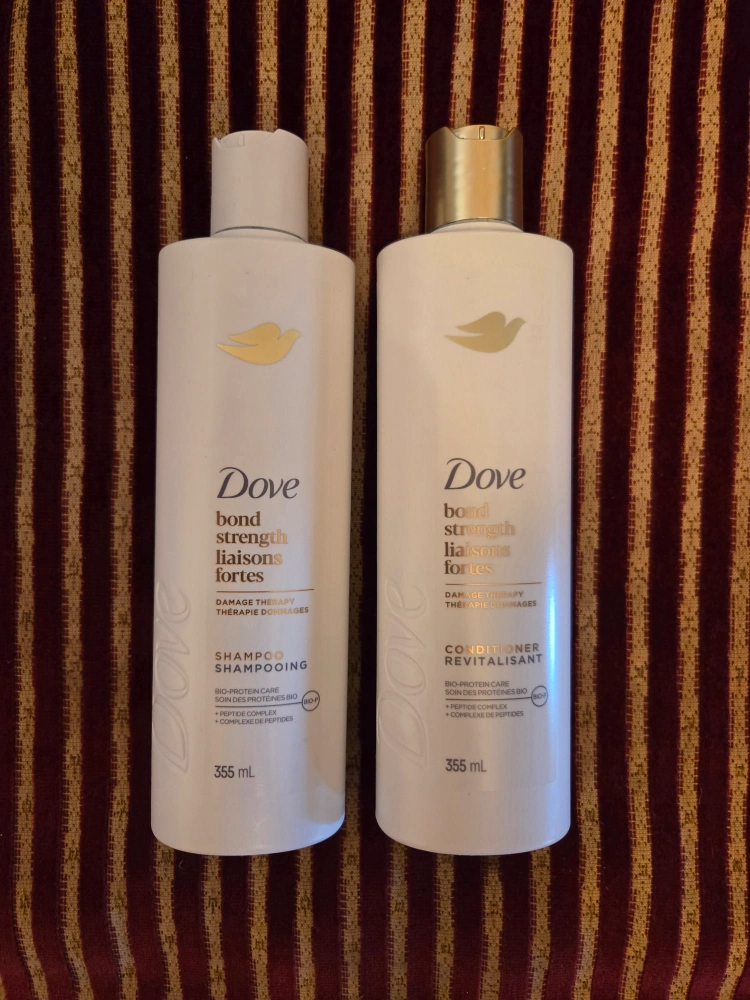 Dove
bond
strength
liaisons
fortes
DAMAGE THERAPY
THÉRAPIE DOMMAGES
SHAMPOO
SHAMPOOING
BIO-PROTEIN CARE
SOIN DES PROTÉINES BIO
BIO-P
+ PEPTIDE COMPLEX
+ COMPLEXE DE PEPTIDES
355 mL
Dove
Dove
bond
strength
liaisons
fortes
DAMAGE THERAPY
THÉRAPIE DOMMAGES
CONDITIONER
REVITALISANT
BIO-PROTEIN CARE
SOIN DES PROTÉINES BIO
BIO-P
+ PEPTIDE COMPLEX
+ COMPLEXE DE PEPTIDES
355 mL
Dove